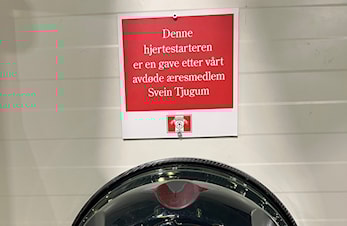 Denne
hjertestarteren
er en gave etter vårt
avdøde æresmedlem
Svein Tjugum